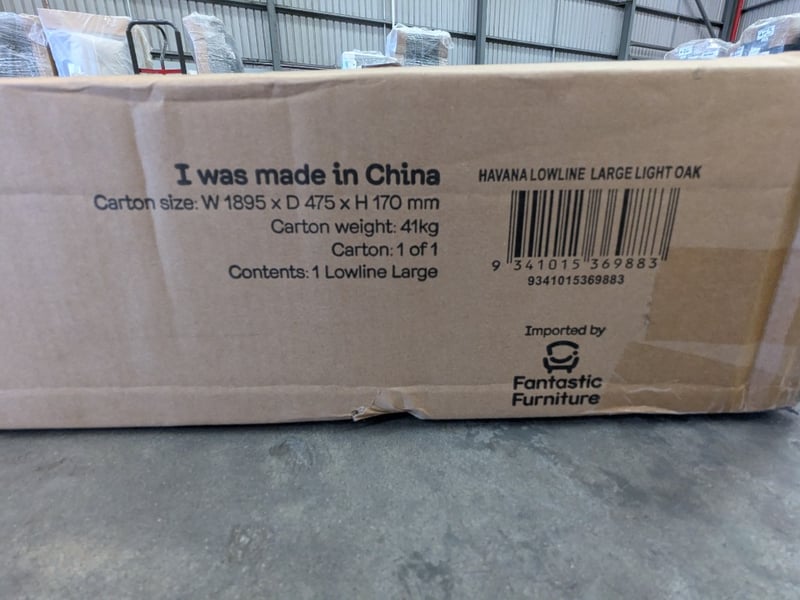 I was made in China
Carton size: W 1895 x D 475 x H 170 mm
Carton weight: 41kg
Carton: 1 of 1
Contents: 1 Lowline Large
HAVANA LOWLINE LARGE LIGHT OAK
9 341015 369883
9341015369883
Imported by
Fantastic
Furniture